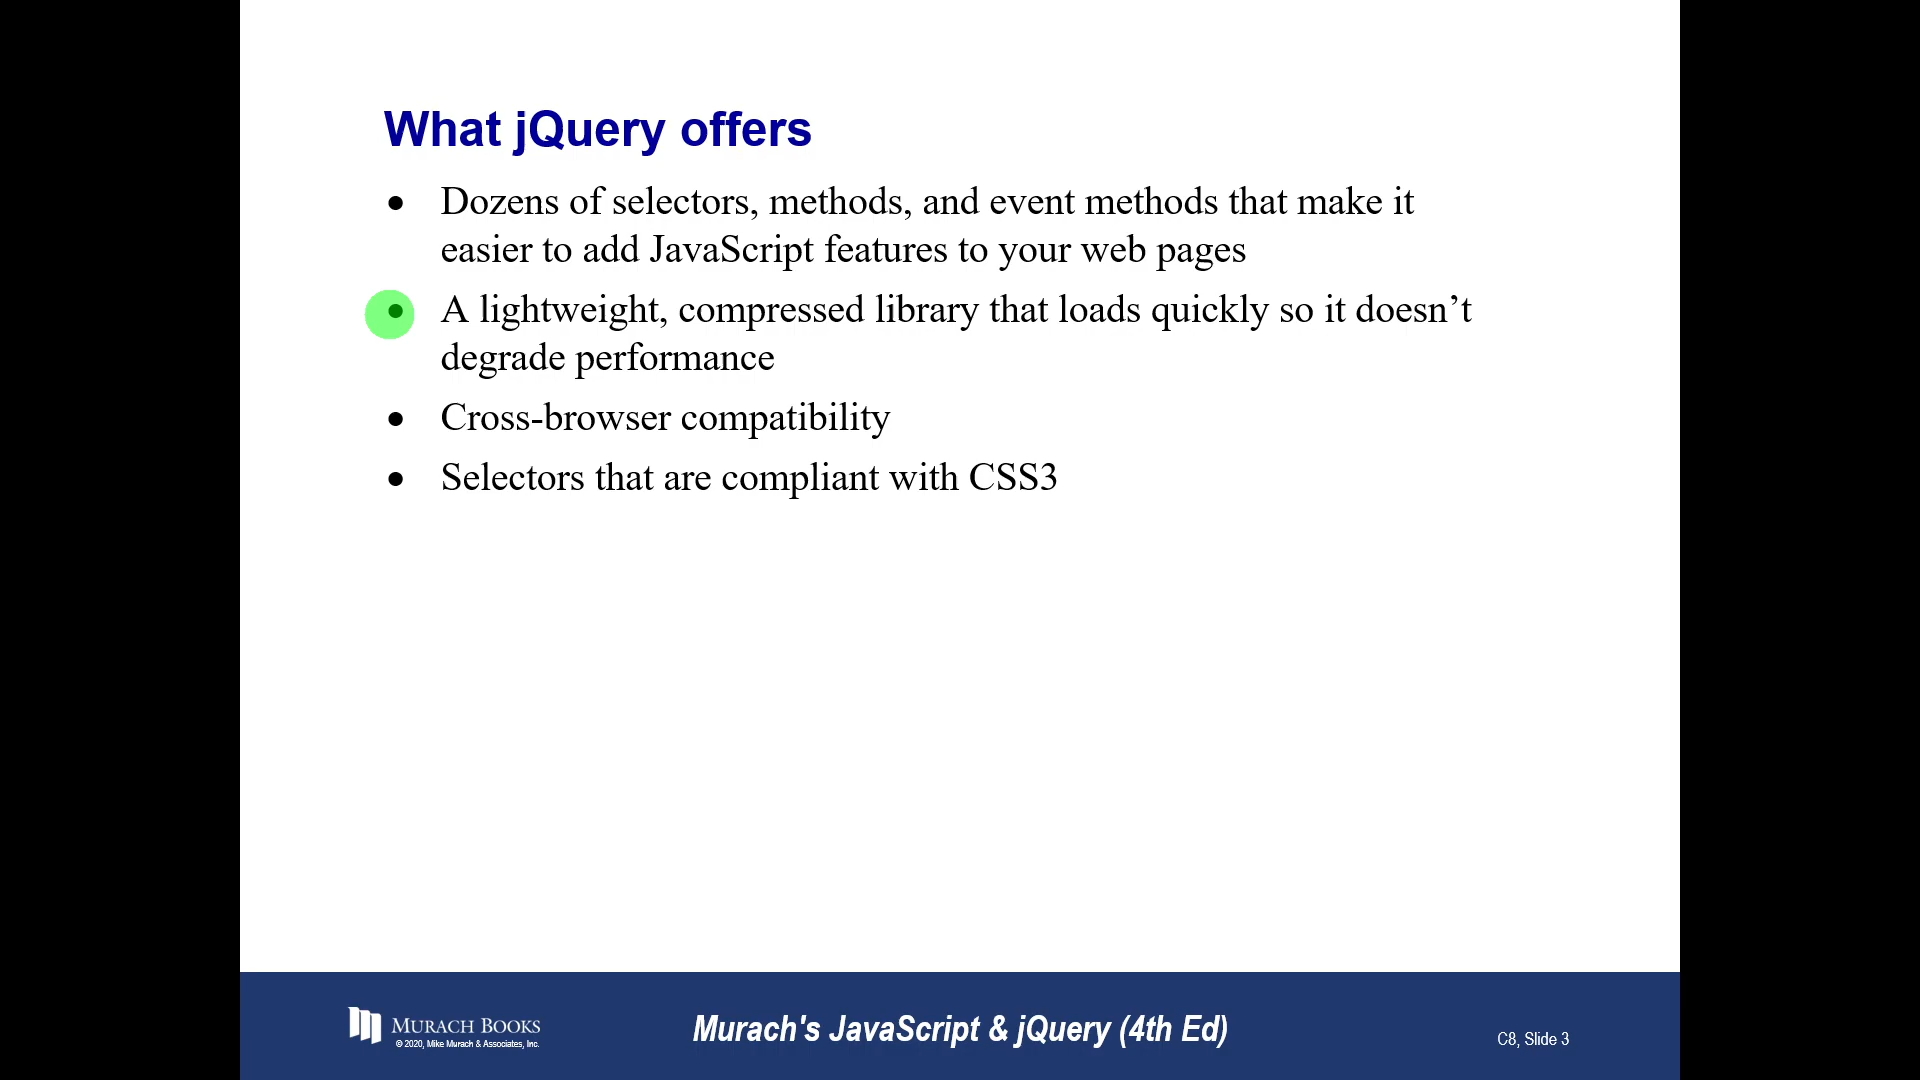 What jQuery offers
• Dozens of selectors, methods, and event methods that make it
easier to add JavaScript features to your web pages
• A lightweight, compressed library that loads quickly so it doesn’t
degrade performance
• Cross-browser compatibility
• Selectors that are compliant with CSS3
MURACH BOOKS
© 2020, Mike Murach & Associates, Inc.
Murach's JavaScript & jQuery (4th Ed)
C8, Slide 3